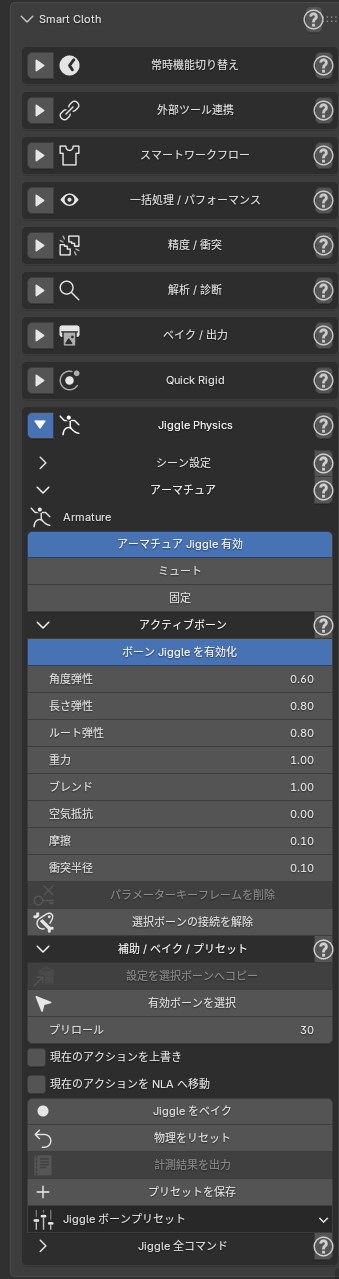 Smart Cloth
常時機能切り替え
外部ツール連携
スマートワークフロー
一括処理 / パフォーマンス
精度 / 衝突
解析 / 診断
ベイク / 出力
Quick Rigid
Jiggle Physics
シーン設定
アーマチュア
Armature
アーマチュア Jiggle 有効
ミュート
固定
アクティブボーン
ボーン Jiggle を有効化
角度弾性 0.60
長さ弾性 0.80
ルート弾性 0.80
重力 1.00
ブレンド 1.00
空気抵抗 0.00
摩擦 0.10
衝突半径 0.10
パラメーターキーフレームを削除
選択ボーンの接続を解除
補助 / ベイク / プリセット
設定を選択ボーンへコピー
有効ボーンを選択
プリロール 30
現在のアクションを上書き
現在のアクションを NLA へ移動
Jiggle をベイク
物理をリセット
計測結果を出力
プリセットを保存
Jiggle ボーンプリセット
Jiggle 全コマンド